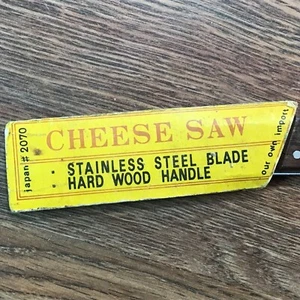 japan # 2070
CHEESE SAW
· STAINLESS STEEL BLADE
HARD WOOD HANDLE
our own import